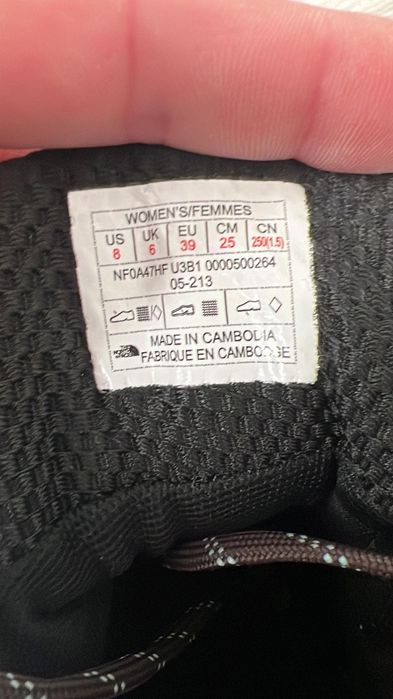 WOMEN'S/FEMMES
US UK EU CM CN
8 6 39 25 250(1.5)
NF0A47HF U3B1 0000500264
05-213
MADE IN CAMBODIA
FABRIQUE EN CAMBODGE